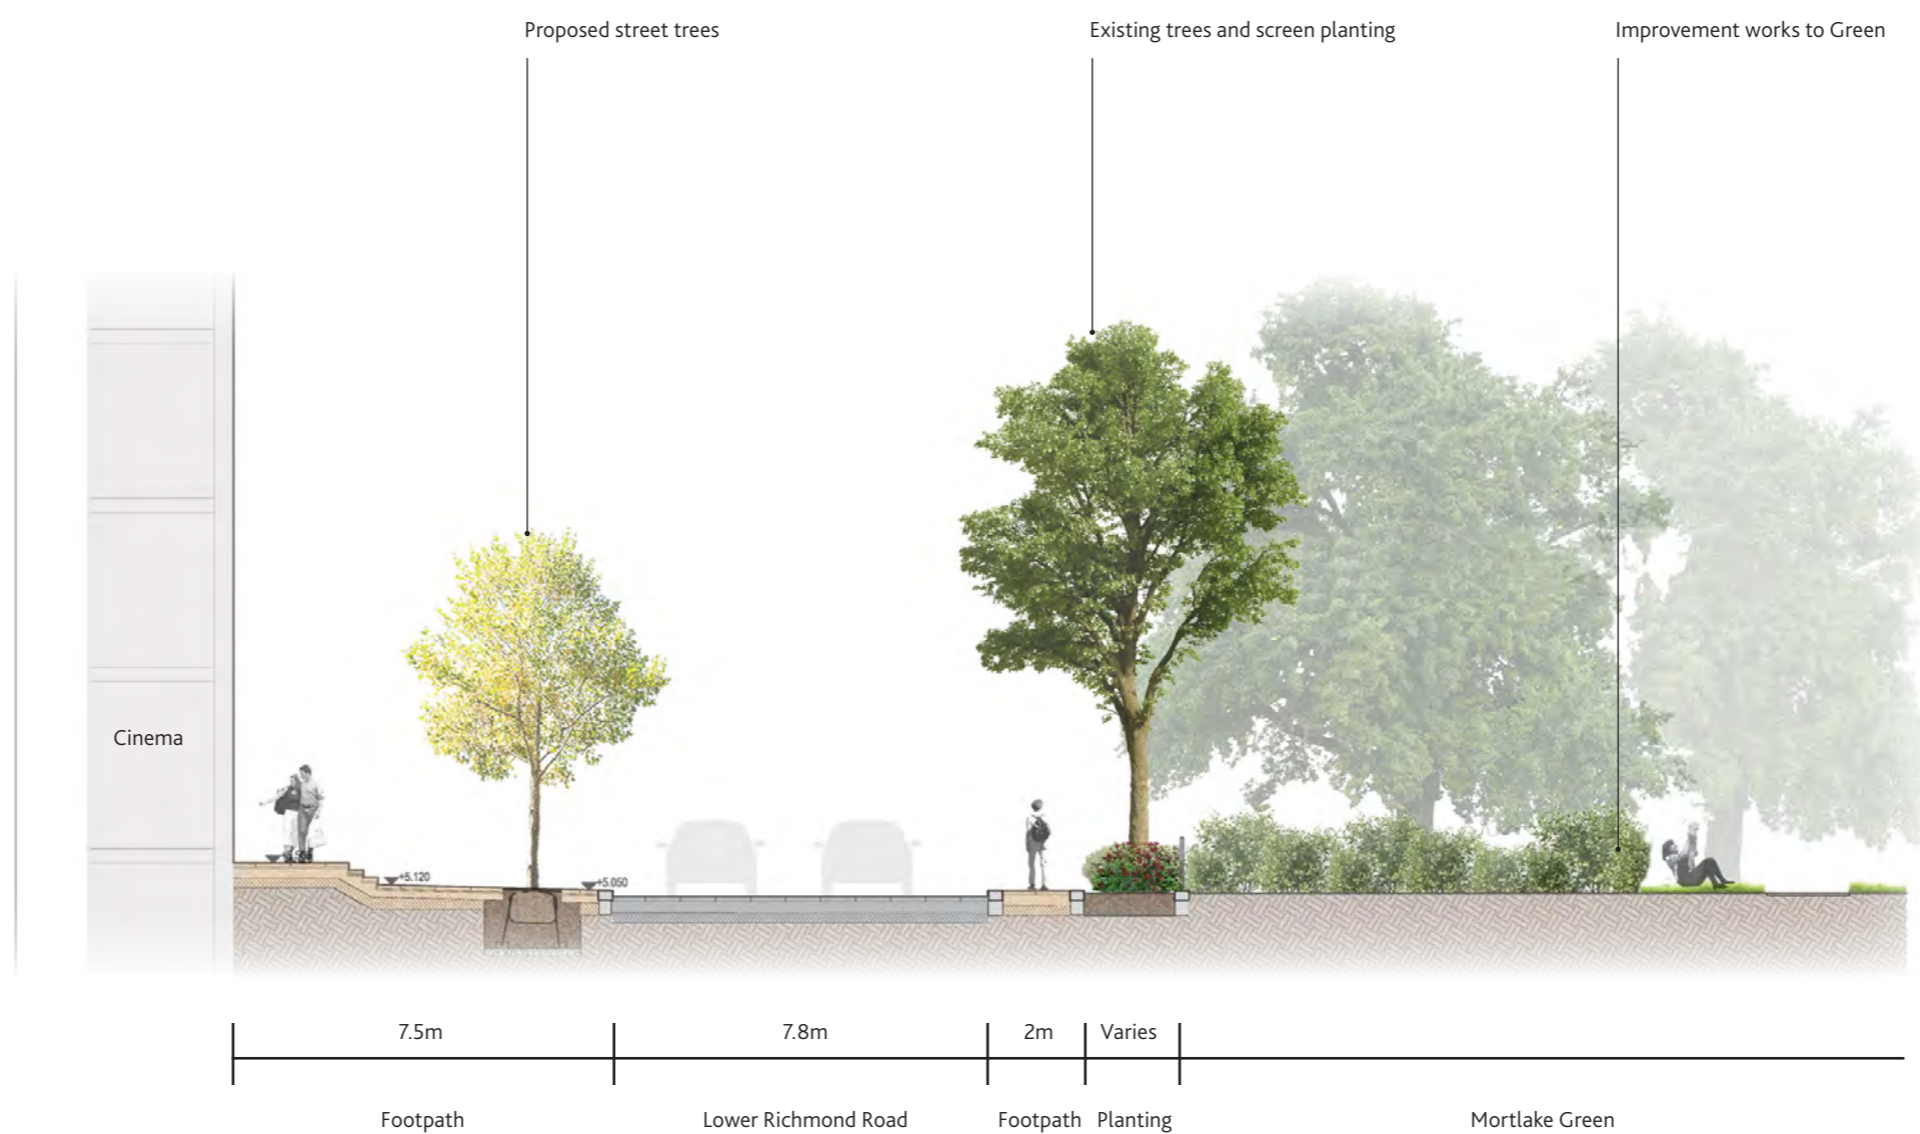 Proposed street trees
Existing trees and screen planting
Improvement works to Green
Cinema
+5.120
+5.050
7.5m
7.8m
2m
Varies
Footpath
Lower Richmond Road
Footpath
Planting
Mortlake Green